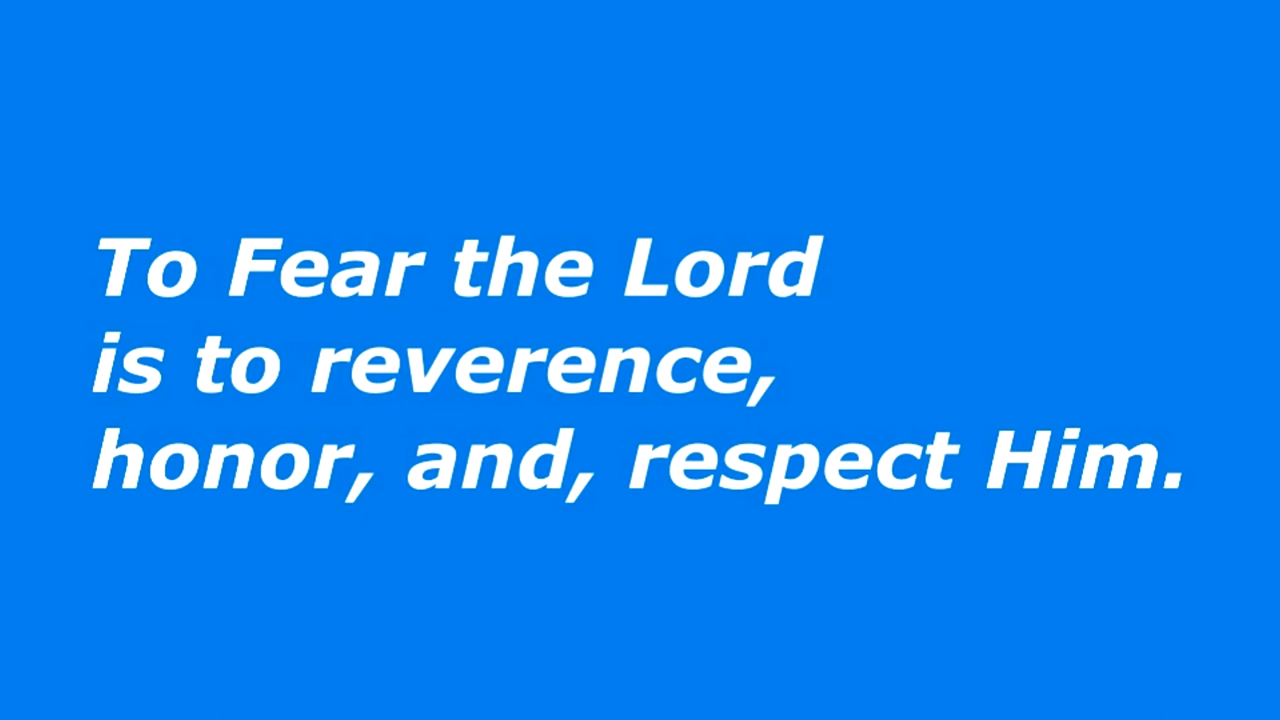 To Fear the Lord
is to reverence,
honor, and, respect Him.